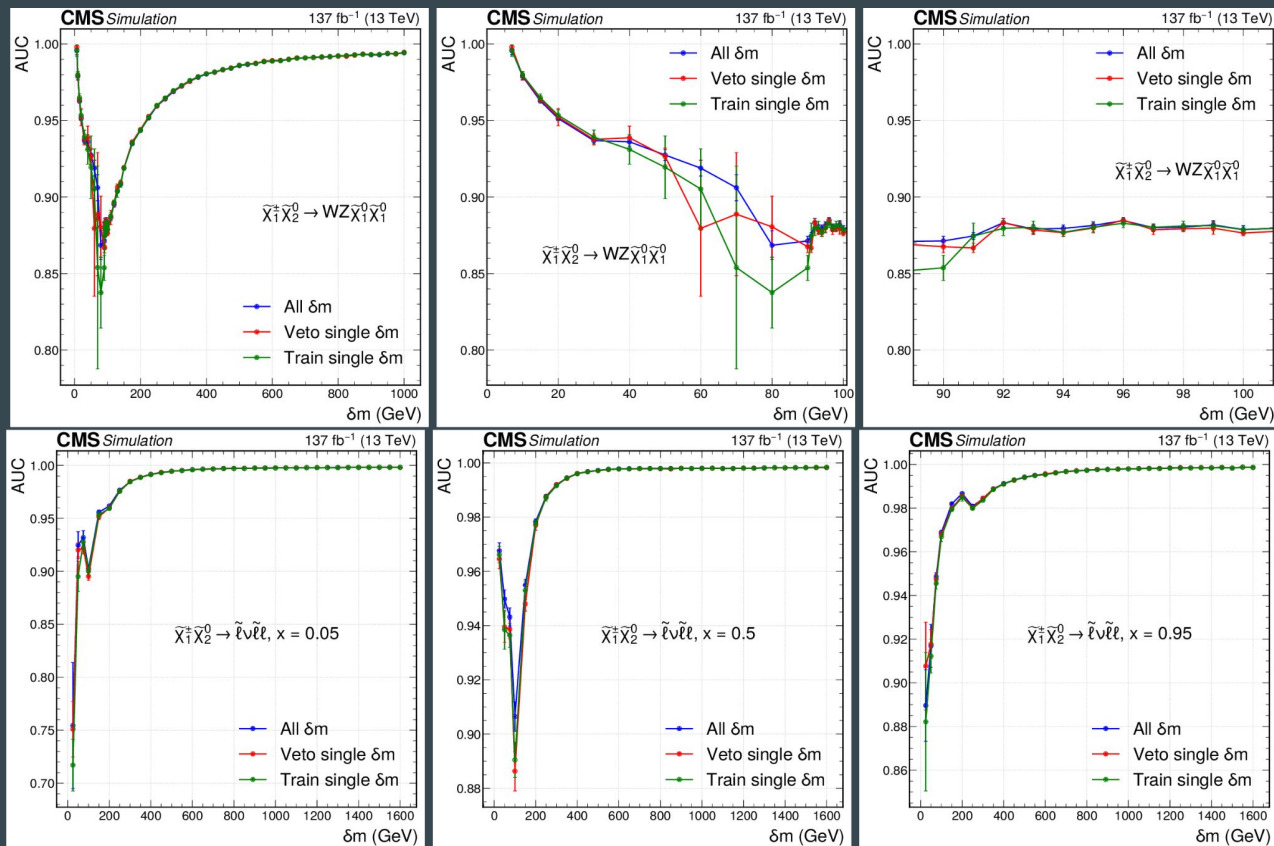 CMS Simulation 137 fb⁻¹ (13 TeV)
AUC
1.00
0.95
0.90
0.85
0.80
χ̃₁±χ̃₂⁰ → WZχ̃₁⁰χ̃₁⁰
All δm
Veto single δm
Train single δm
0 200 400 600 800 1000
δm (GeV)
CMS Simulation 137 fb⁻¹ (13 TeV)
AUC
1.00
0.95
0.90
0.85
0.80
All δm
Veto single δm
Train single δm
χ̃₁±χ̃₂⁰ → WZχ̃₁⁰χ̃₁⁰
0 20 40 60 80 100
δm (GeV)
CMS Simulation 137 fb⁻¹ (13 TeV)
AUC
1.00
0.95
0.90
0.85
0.80
All δm
Veto single δm
Train single δm
χ̃₁±χ̃₂⁰ → WZχ̃₁⁰χ̃₁⁰
90 92 94 96 98 100
δm (GeV)
CMS Simulation 137 fb⁻¹ (13 TeV)
AUC
1.00
0.95
0.90
0.85
0.80
0.75
0.70
χ̃₁±χ̃₂⁰ → ℓ̃νℓ̃ℓ, x = 0.05
All δm
Veto single δm
Train single δm
0 200 400 600 800 1000 1200 1400 1600
δm (GeV)
CMS Simulation 137 fb⁻¹ (13 TeV)
AUC
1.00
0.98
0.96
0.94
0.92
0.90
0.88
χ̃₁±χ̃₂⁰ → ℓ̃νℓ̃ℓ, x = 0.5
All δm
Veto single δm
Train single δm
0 200 400 600 800 1000 1200 1400 1600
δm (GeV)
CMS Simulation 137 fb⁻¹ (13 TeV)
AUC
1.00
0.98
0.96
0.94
0.92
0.90
0.88
0.86
χ̃₁±χ̃₂⁰ → ℓ̃νℓ̃ℓ, x = 0.95
All δm
Veto single δm
Train single δm
0 200 400 600 800 1000 1200 1400 1600
δm (GeV)